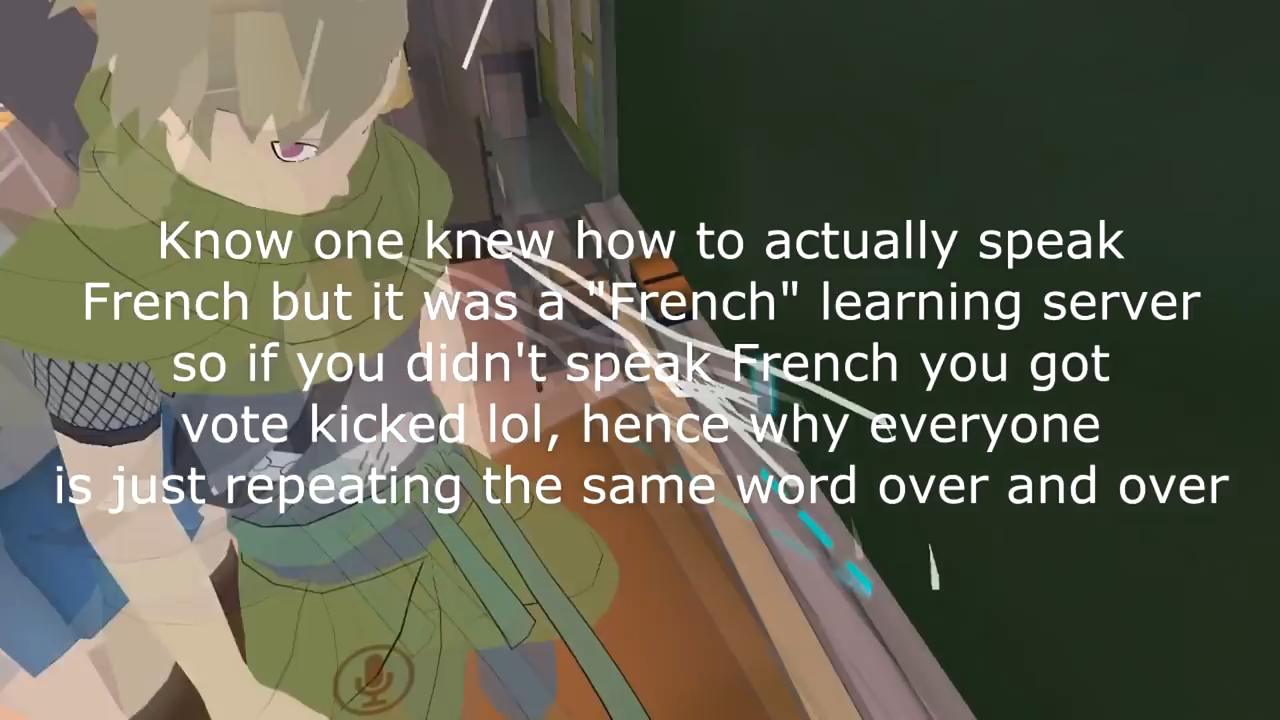 Know one knew how to actually speak
French but it was a "French" learning server
so if you didn't speak French you got
vote kicked lol, hence why everyone
is just repeating the same word over and over